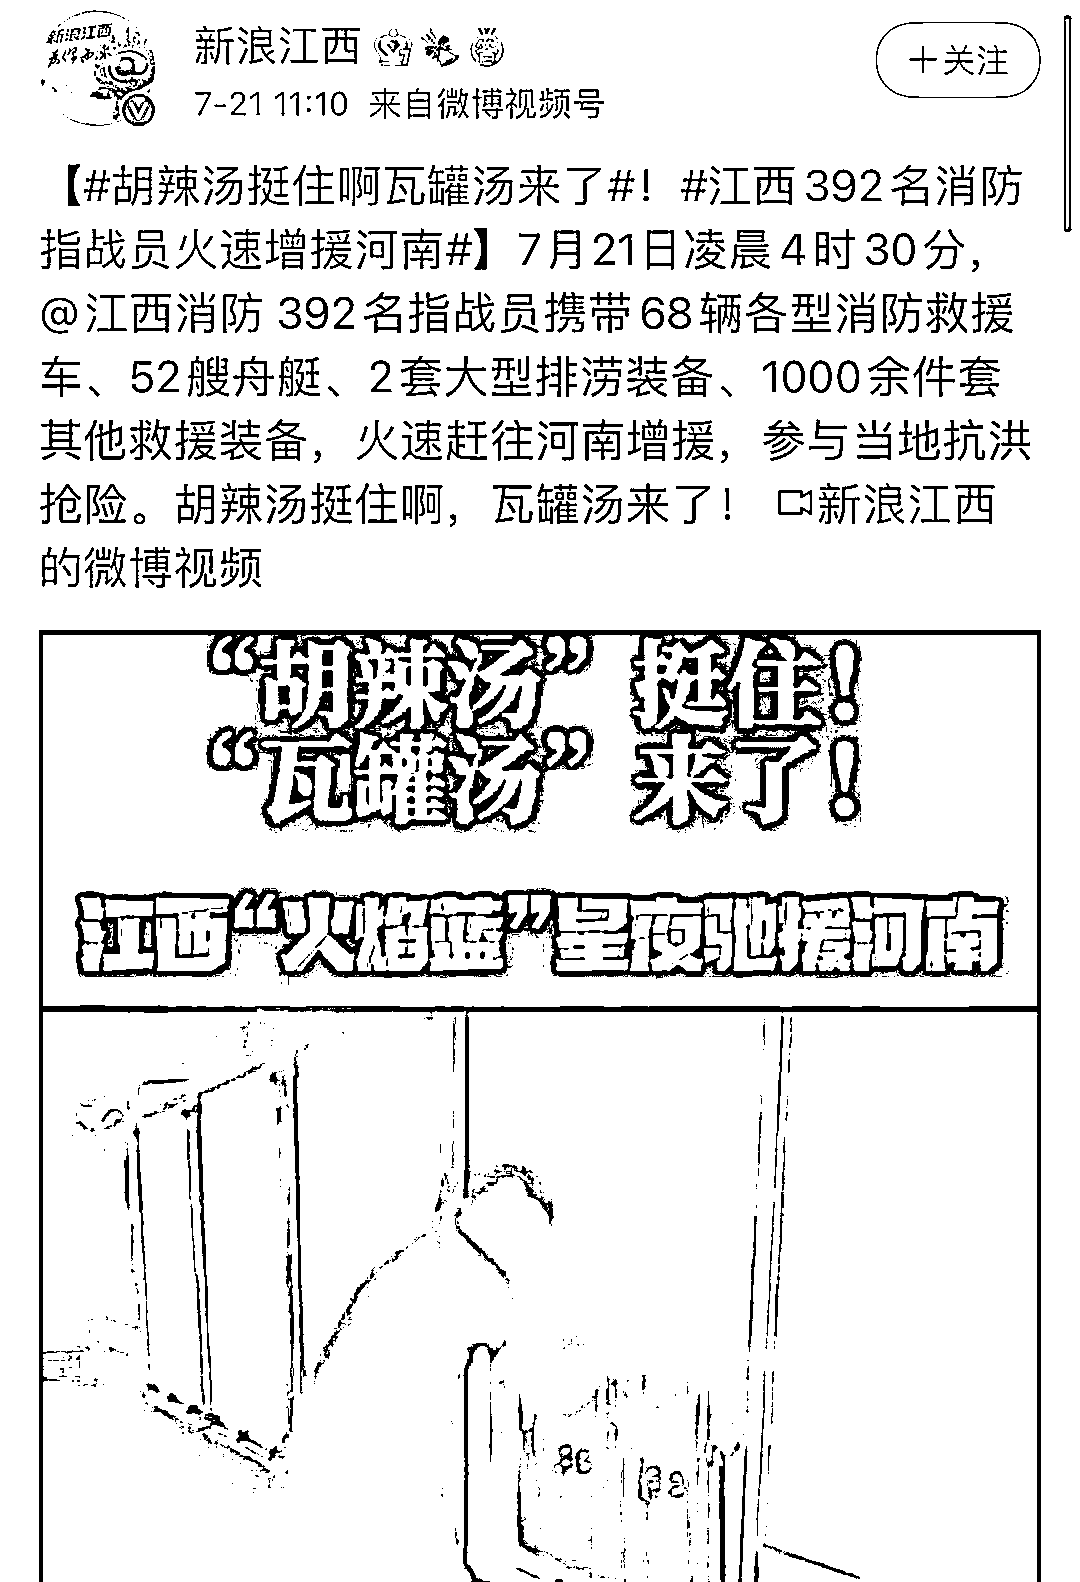 新浪江西
新浪江西
7-21 11:10 来自微博视频号
＋关注
【#胡辣汤挺住啊瓦罐汤来了#！#江西392名消防
指战员火速增援河南#】7月21日凌晨4时30分，
@江西消防 392名指战员携带68辆各型消防救援
车、52艘舟艇、2套大型排涝装备、1000余件套
其他救援装备，火速赶往河南增援，参与当地抗洪
抢险。胡辣汤挺住啊，瓦罐汤来了！ 新浪江西
的微博视频
“胡辣汤” 挺住！
“瓦罐汤” 来了！
江西“火焰蓝”星夜驰援河南